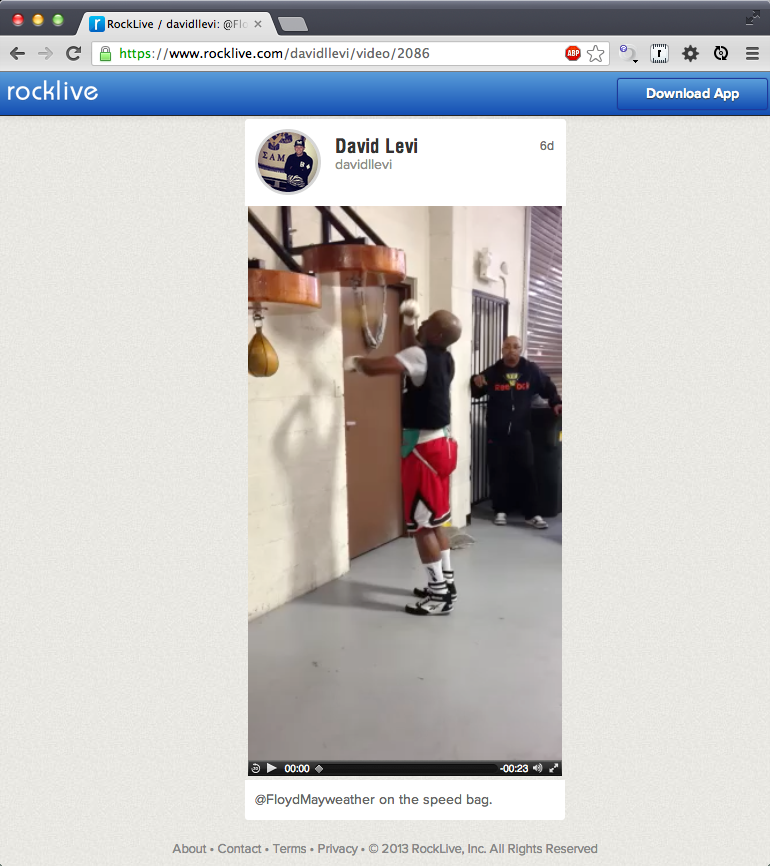 RockLive / davidllevi: @Flo
https://www.rocklive.com/davidllevi/video/2086
ABP
rocklive
Download App
ΣΑΜ
David Levi
davidllevi
6d
00:00
-00:23
@FloydMayweather on the speed bag.
About • Contact • Terms • Privacy • © 2013 RockLive, Inc. All Rights Reserved